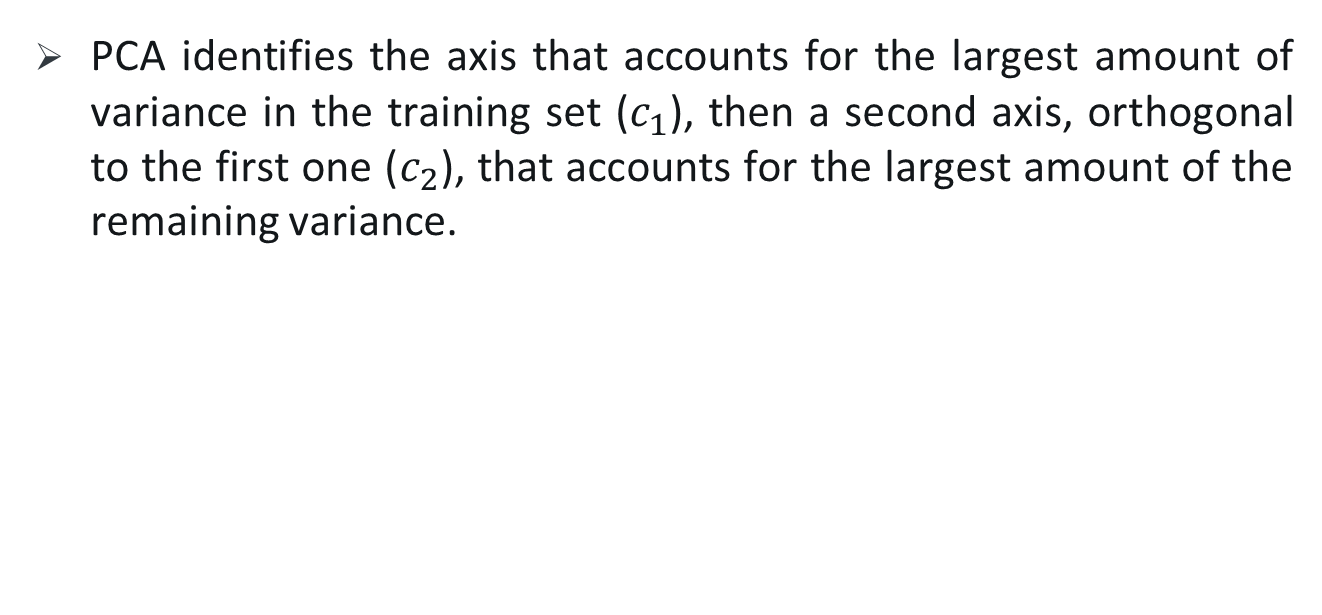 ➢ PCA identifies the axis that accounts for the largest amount of
variance in the training set (c₁), then a second axis, orthogonal
to the first one (c₂), that accounts for the largest amount of the
remaining variance.